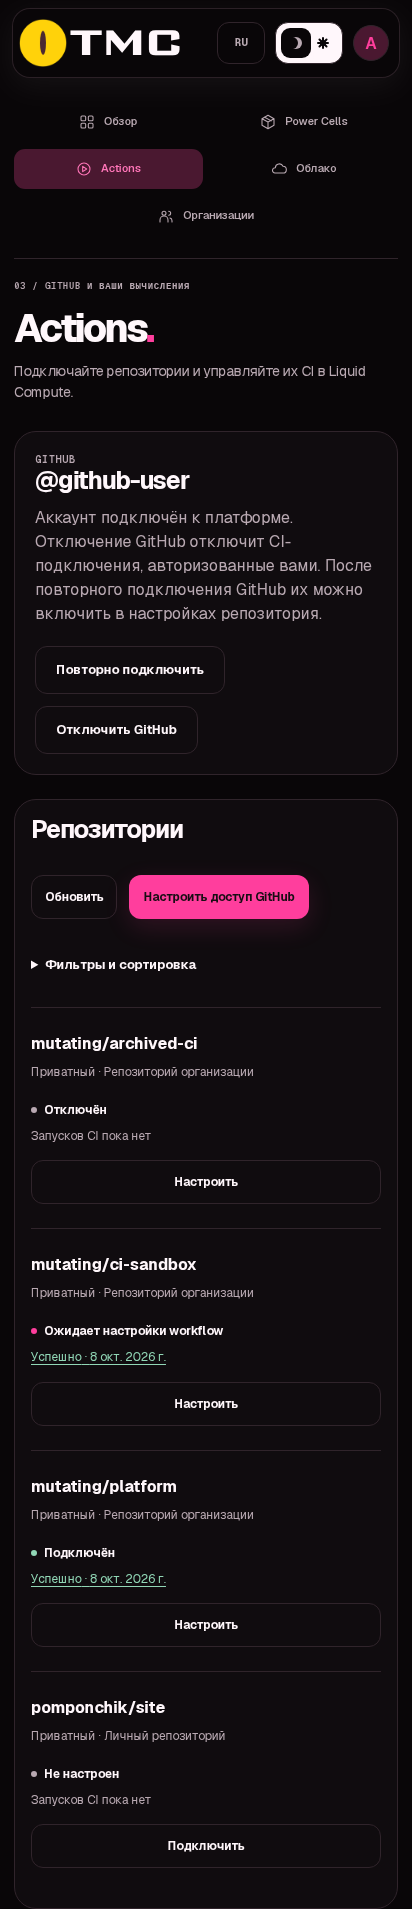 TMC
RU
A
Обзор
Power Cells
Actions
Облако
Организации
03 / GITHUB И ВАШИ ВЫЧИСЛЕНИЯ
Actions.
Подключайте репозитории и управляйте их CI в Liquid
Compute.
GITHUB
@github-user
Аккаунт подключён к платформе.
Отключение GitHub отключит CI-
подключения, авторизованные вами. После
повторного подключения GitHub их можно
включить в настройках репозитория.
Повторно подключить
Отключить GitHub
Репозитории
Обновить
Настроить доступ GitHub
Фильтры и сортировка
mutating/archived-ci
Приватный · Репозиторий организации
Отключён
Запусков CI пока нет
Настроить
mutating/ci-sandbox
Приватный · Репозиторий организации
Ожидает настройки workflow
Успешно · 8 окт. 2026 г.
Настроить
mutating/platform
Приватный · Репозиторий организации
Подключён
Успешно · 8 окт. 2026 г.
Настроить
pomponchik/site
Приватный · Личный репозиторий
Не настроен
Запусков CI пока нет
Подключить